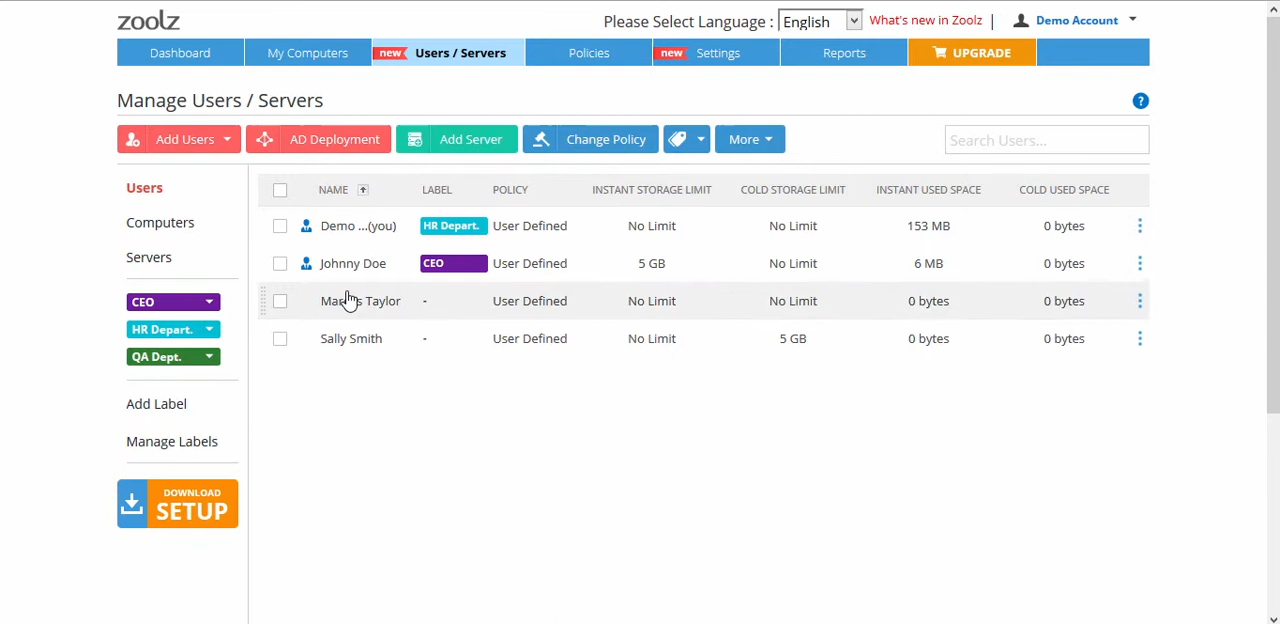 zoolz
Please Select Language : English What's new in Zoolz | Demo Account
Dashboard My Computers new Users / Servers Policies new Settings Reports UPGRADE
Manage Users / Servers ?
Add Users AD Deployment Add Server Change Policy More Search Users...
Users
Computers
Servers
CEO
HR Depart.
QA Dept.
Add Label
Manage Labels
DOWNLOAD
SETUP
NAME LABEL POLICY INSTANT STORAGE LIMIT COLD STORAGE LIMIT INSTANT USED SPACE COLD USED SPACE
Demo ...(you) HR Depart. User Defined No Limit No Limit 153 MB 0 bytes
Johnny Doe CEO User Defined 5 GB No Limit 6 MB 0 bytes
Taylor - User Defined No Limit No Limit 0 bytes 0 bytes
Sally Smith - User Defined No Limit 5 GB 0 bytes 0 bytes